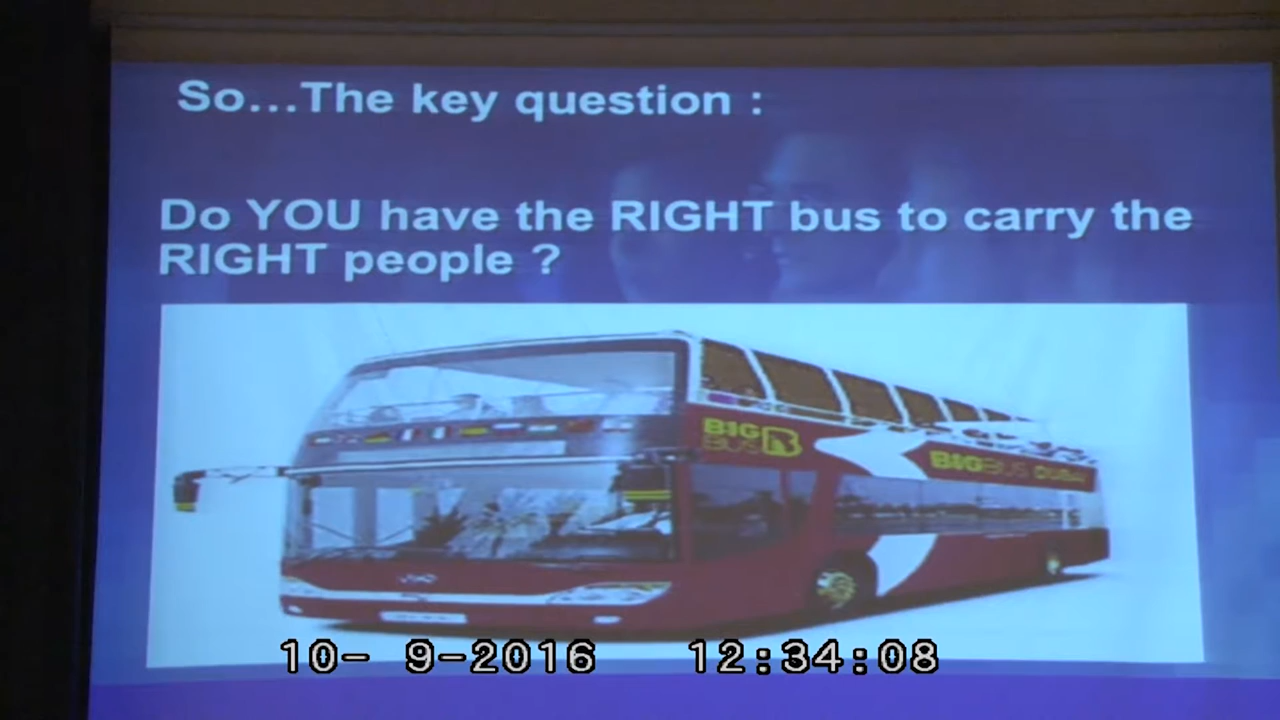 So...The key question :
Do YOU have the RIGHT bus to carry the
RIGHT people ?
BIG
BUS
BIGBUS DUBAI
10- 9-2016 12:34:08